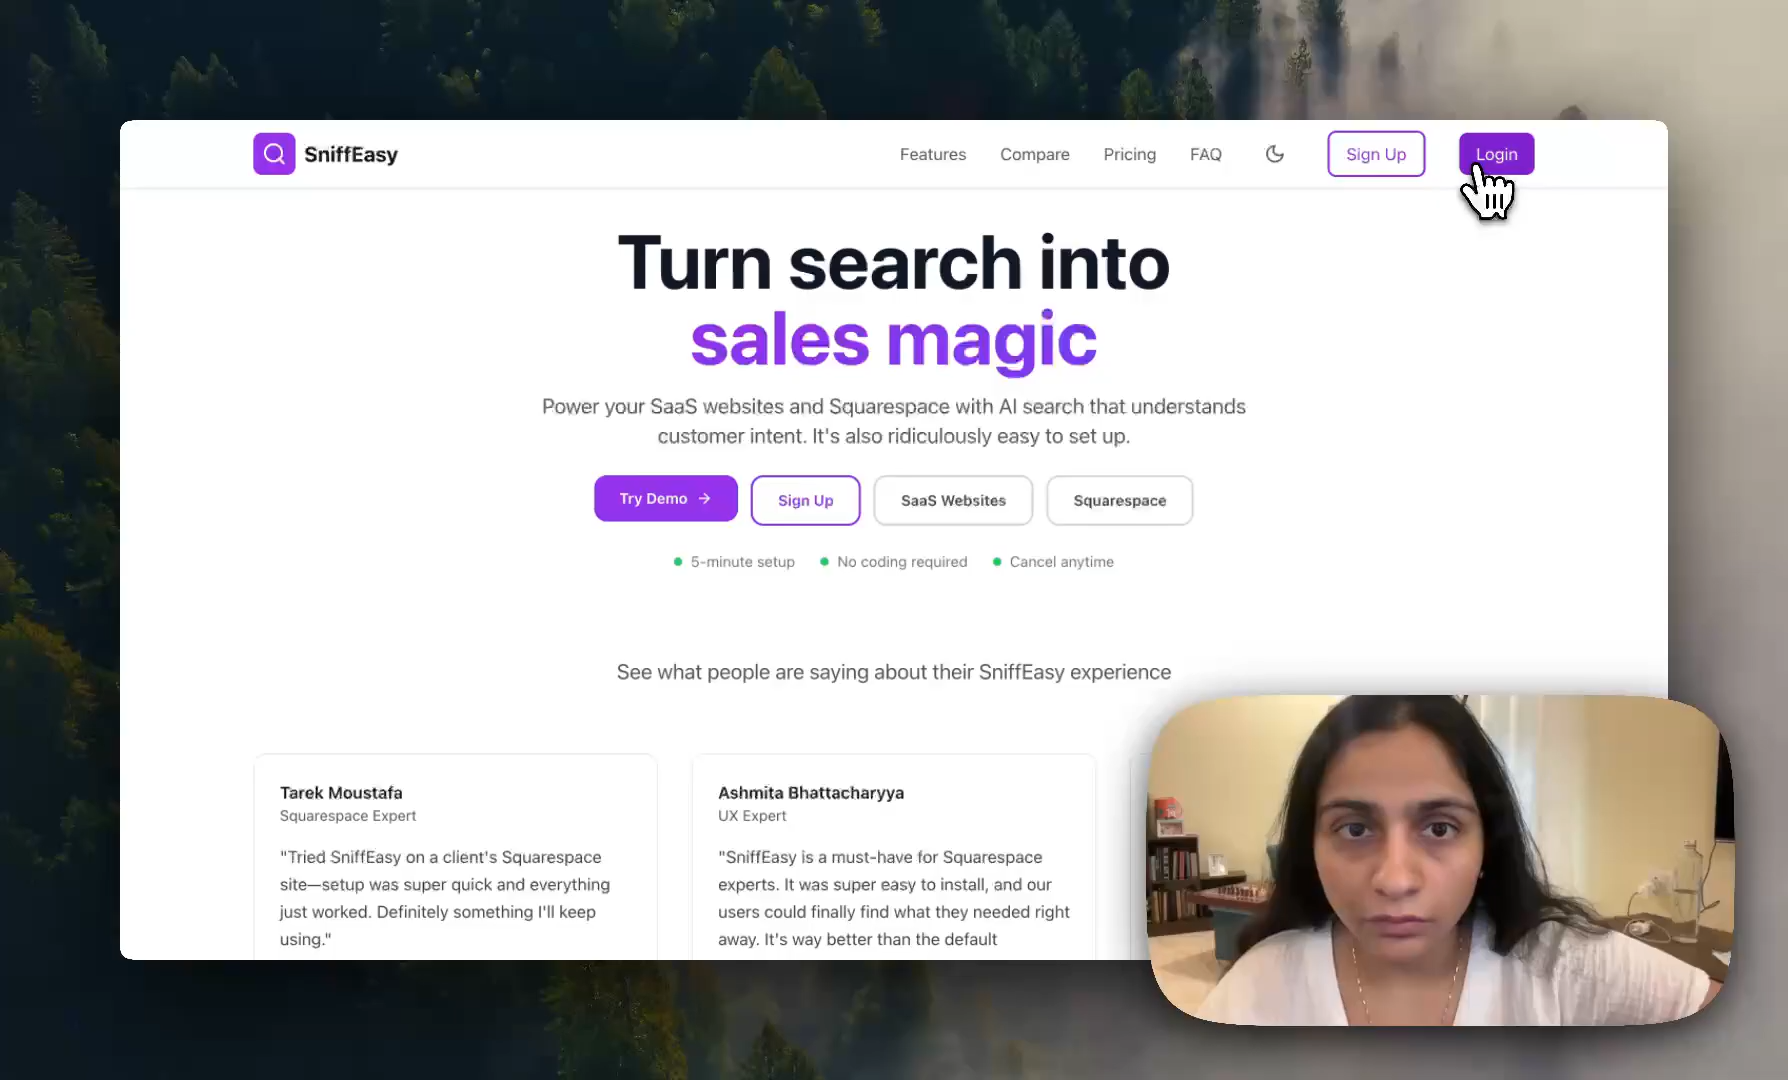 SniffEasy
Features
Compare
Pricing
FAQ
Sign Up
Login
Turn search into
sales magic
Power your SaaS websites and Squarespace with AI search that understands
customer intent. It's also ridiculously easy to set up.
Try Demo →
Sign Up
SaaS Websites
Squarespace
5-minute setup
No coding required
Cancel anytime
See what people are saying about their SniffEasy experience
Tarek Moustafa
Squarespace Expert
"Tried SniffEasy on a client's Squarespace
site—setup was super quick and everything
just worked. Definitely something I'll keep
using."
Ashmita Bhattacharyya
UX Expert
"SniffEasy is a must-have for Squarespace
experts. It was super easy to install, and our
users could finally find what they needed right
away. It's way better than the default